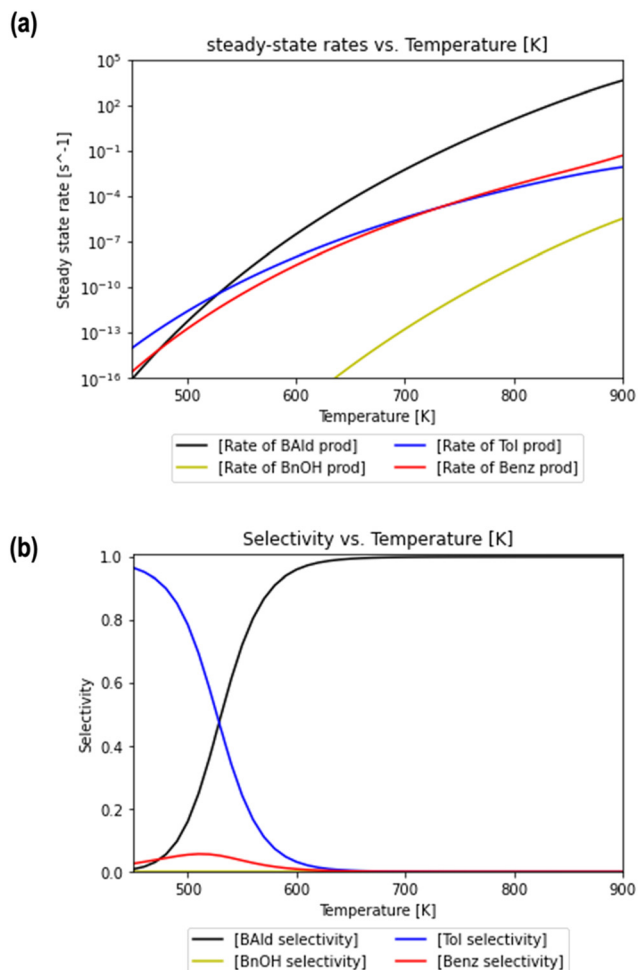 (a)
steady-state rates vs. Temperature [K]
10^5
10^2
10^-1
10^-4
10^-7
10^-10
10^-13
10^-16
Steady state rate [s^-1]
500 600 700 800 900
Temperature [K]
[Rate of BAld prod] [Rate of Tol prod]
[Rate of BnOH prod] [Rate of Benz prod]
(b)
Selectivity vs. Temperature [K]
1.0
0.8
0.6
0.4
0.2
0.0
Selectivity
500 600 700 800 900
Temperature [K]
[BAld selectivity] [Tol selectivity]
[BnOH selectivity] [Benz selectivity]